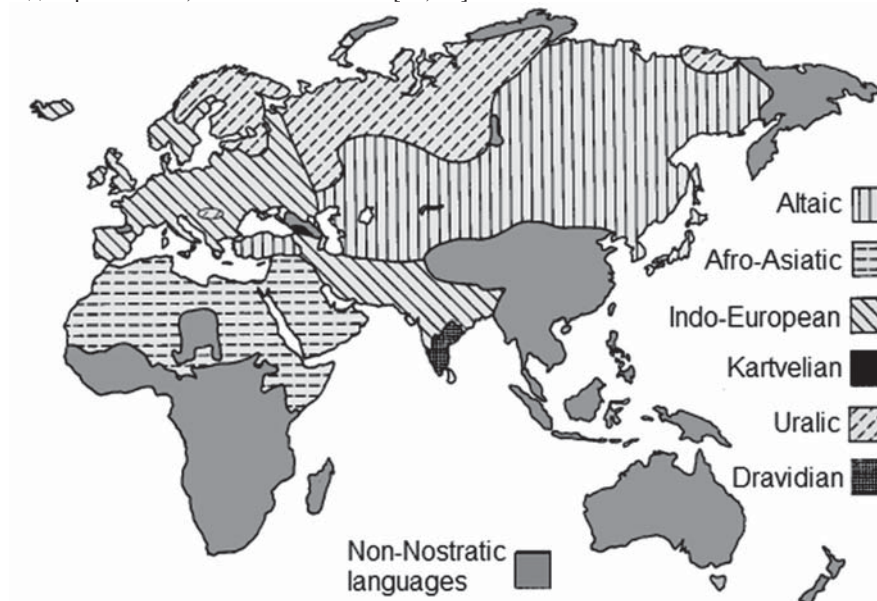 Altaic
Afro-Asiatic
Indo-European
Kartvelian
Uralic
Dravidian
Non-Nostratic
languages